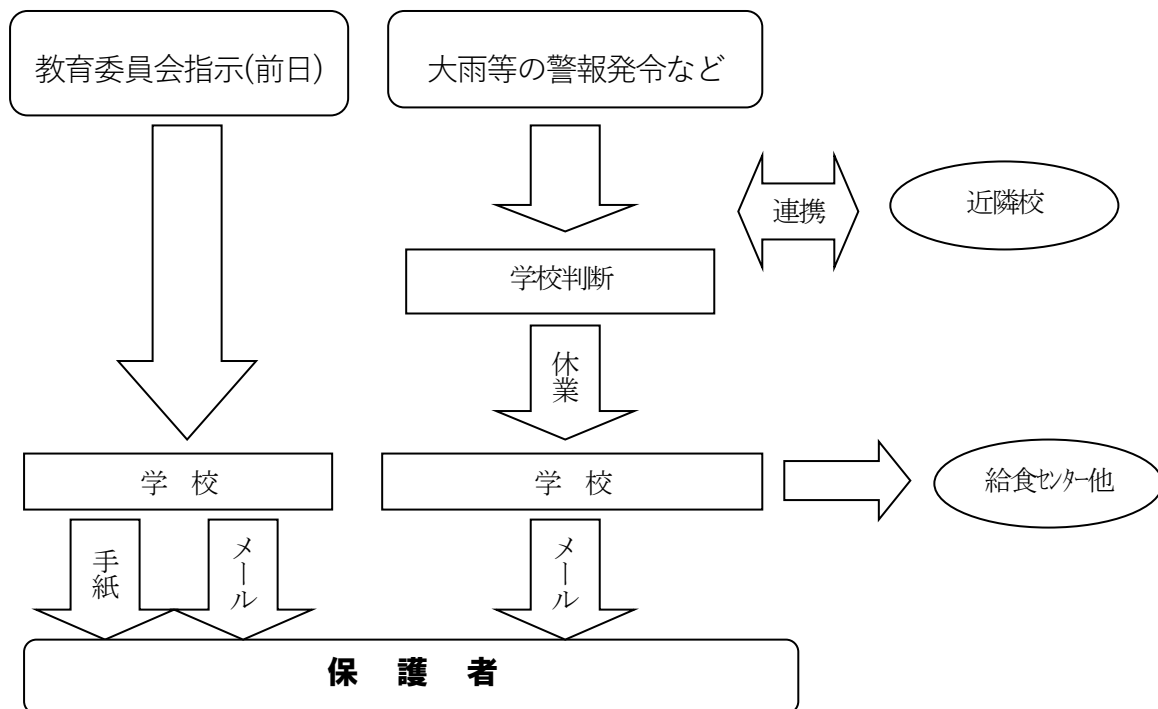 教育委員会指示(前日)
大雨等の警報発令など
連携
近隣校
学校判断
休業
学　校
学　校
給食ｾﾝﾀｰ他
手紙
メール
メール
保　護　者